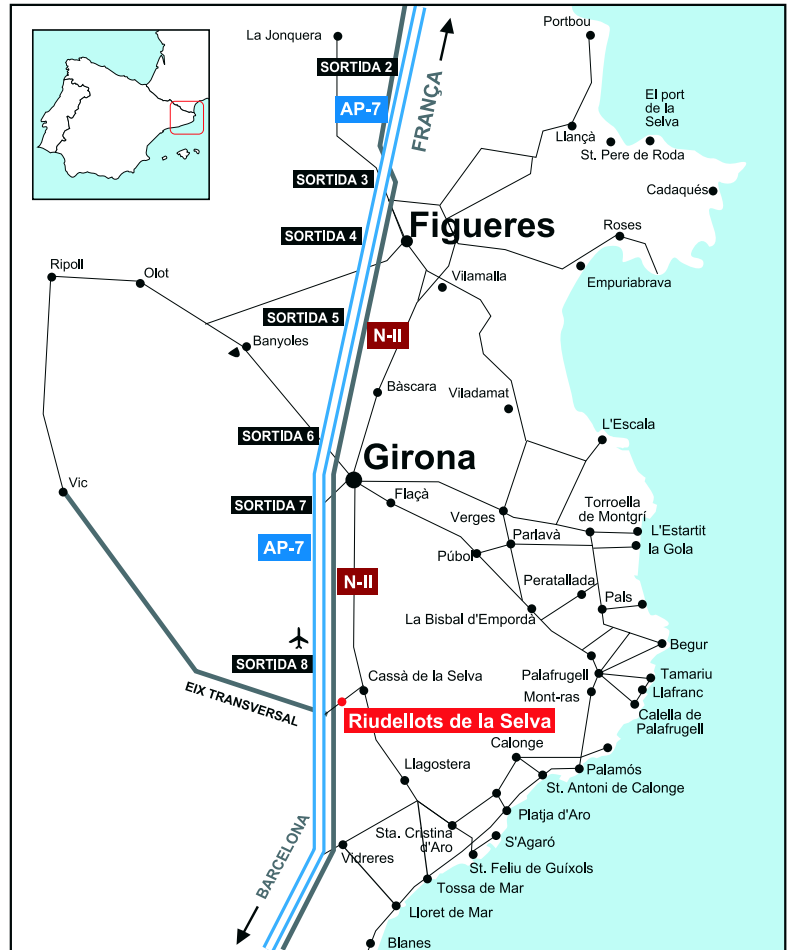 Portbou
La Jonquera
SORTIDA 2
AP-7
FRANÇA
El port
de la
Selva
Llançà
St. Pere de Roda
SORTIDA 3
Cadaqués
Figueres
Roses
SORTIDA 4
Ripoll
Olot
Vilamalla
Empuriabrava
SORTIDA 5
N-II
Banyoles
Bàscara
Viladamat
L'Escala
SORTIDA 6
Girona
Vic
Flaçà
SORTIDA 7
Verges
Torroella
de Montgrí
L'Estartit
AP-7
Parlavà
la Gola
Púbol
N-II
Peratallada
Pals
La Bisbal d'Empordà
Begur
SORTIDA 8
Cassà de la Selva
Palafrugell
Tamariu
EIX TRANSVERSAL
Mont-ras
Llafranc
Riudellots de la Selva
Calella de
Palafrugell
Calonge
Llagostera
Palamós
St. Antoni de Calonge
Platja d'Aro
Sta. Cristina
d'Aro
S'Agaró
BARCELONA
Vidreres
St. Feliu de Guíxols
Tossa de Mar
Lloret de Mar
Blanes